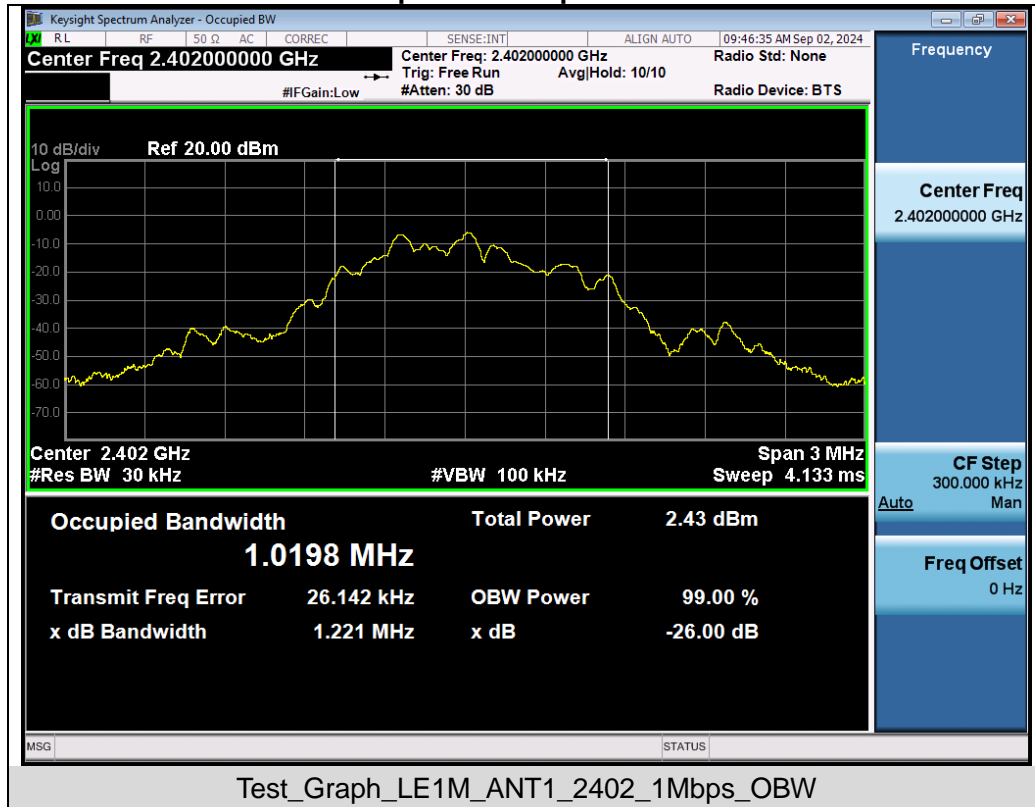 Keysight Spectrum Analyzer - Occupied BW
LXI RL RF 50 Ω AC CORREC SENSE:INT ALIGN AUTO 09:46:35 AM Sep 02, 2024
Center Freq 2.402000000 GHz
Center Freq: 2.402000000 GHz Radio Std: None
Trig: Free Run Avg|Hold: 10/10
#IFGain:Low #Atten: 30 dB Radio Device: BTS
10 dB/div Ref 20.00 dBm
Log
10.0
0.00
-10.0
-20.0
-30.0
-40.0
-50.0
-60.0
-70.0
Center 2.402 GHz Span 3 MHz
#Res BW 30 kHz #VBW 100 kHz Sweep 4.133 ms
Occupied Bandwidth Total Power 2.43 dBm
1.0198 MHz
Transmit Freq Error 26.142 kHz OBW Power 99.00 %
x dB Bandwidth 1.221 MHz x dB -26.00 dB
MSG STATUS
Frequency
Center Freq
2.402000000 GHz
CF Step
300.000 kHz
Auto Man
Freq Offset
0 Hz
Test_Graph_LE1M_ANT1_2402_1Mbps_OBW